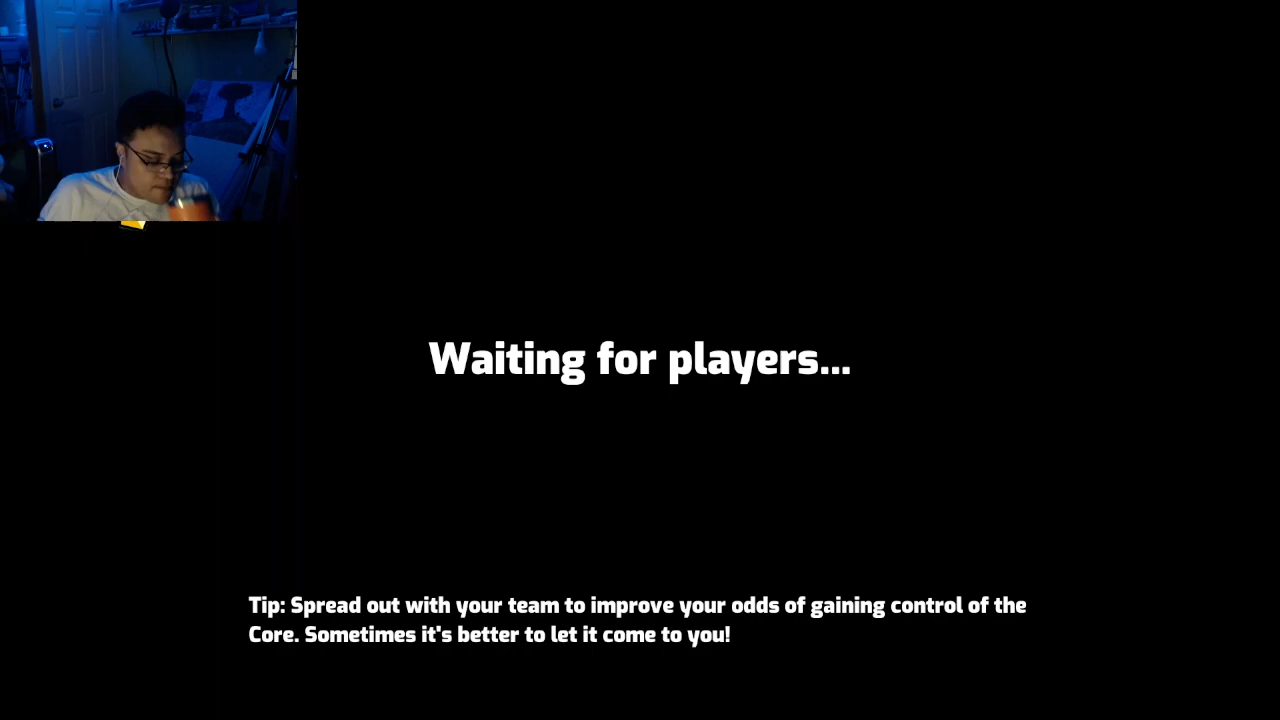 Waiting for players...
Tip: Spread out with your team to improve your odds of gaining control of the
Core. Sometimes it's better to let it come to you!